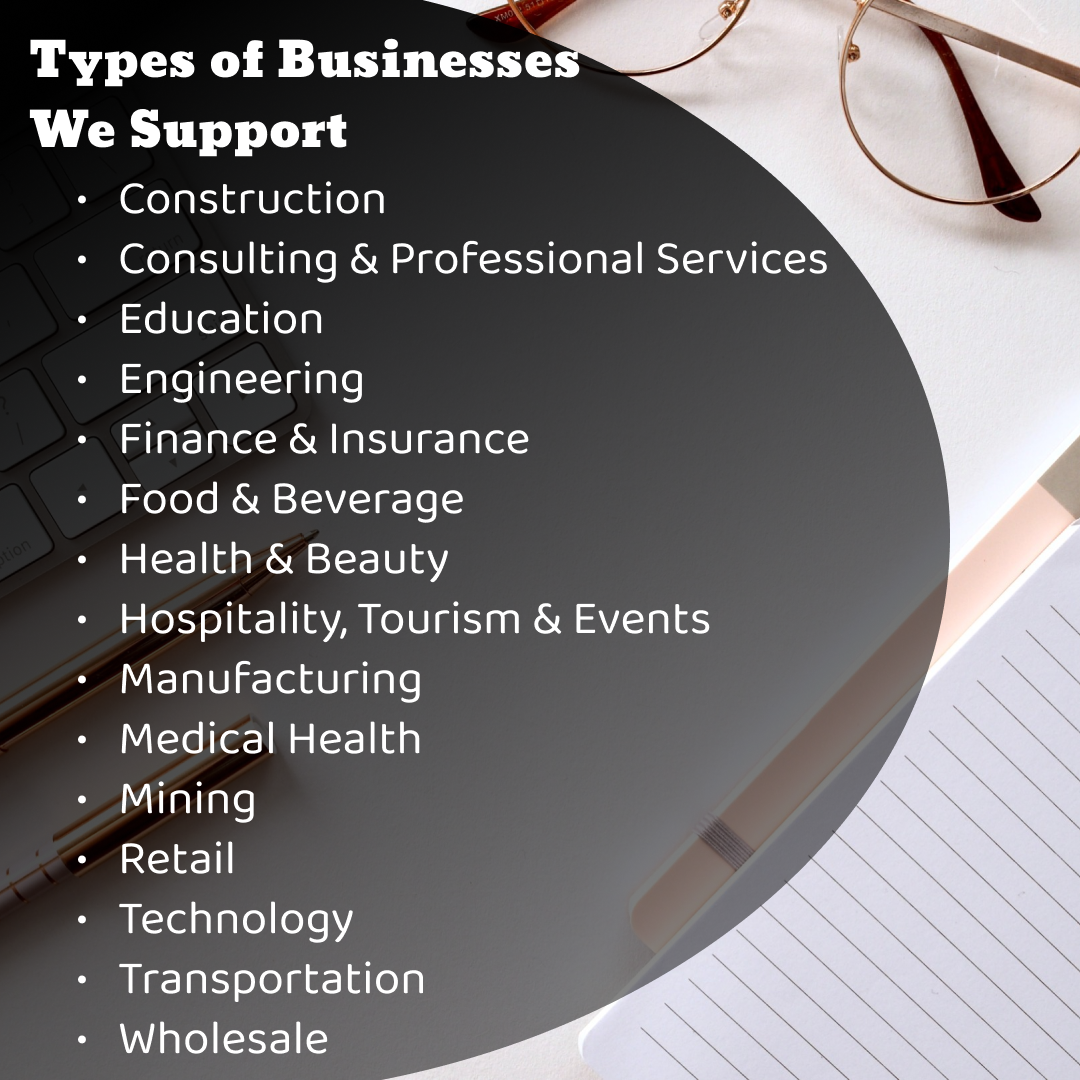 Types of Businesses
We Support
• Construction
• Consulting & Professional Services
• Education
• Engineering
• Finance & Insurance
• Food & Beverage
• Health & Beauty
• Hospitality, Tourism & Events
• Manufacturing
• Medical Health
• Mining
• Retail
• Technology
• Transportation
• Wholesale